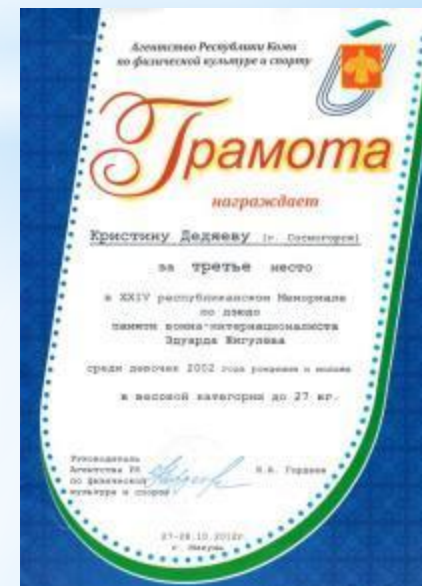 Агентство Республики Коми
по физической культуре и спорту
Грамота
награждает
Кристину Дедяеву (г. Сосногорск)
за третье место
в XXIV республиканском Мемориале
по дзюдо
памяти воина-интернационалиста
Эдуарда Жигулева
среди девочек 2002 года рождения и моложе
в весовой категории до 27 кг.
Руководитель
Агентства РК
по физической
культуре и спорту
Н.А. Гордеев
27-28.10.2012г.
г. Микунь